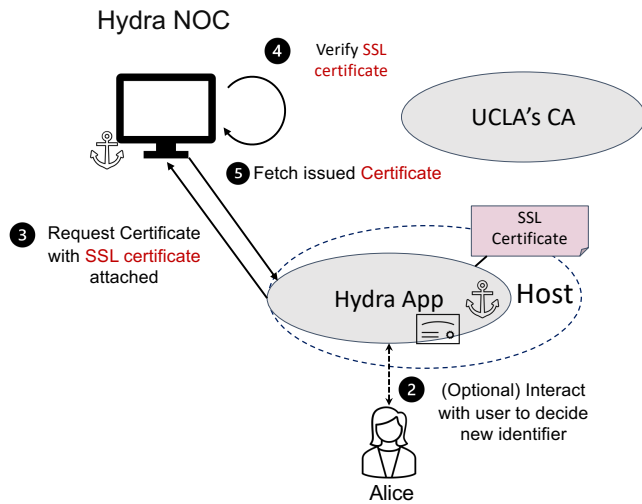 Hydra NOC
4
Verify SSL
certificate
UCLA's CA
5 Fetch issued Certificate
3 Request Certificate
with SSL certificate
attached
SSL
Certificate
Hydra App
Host
2 (Optional) Interact
with user to decide
new identifier
Alice